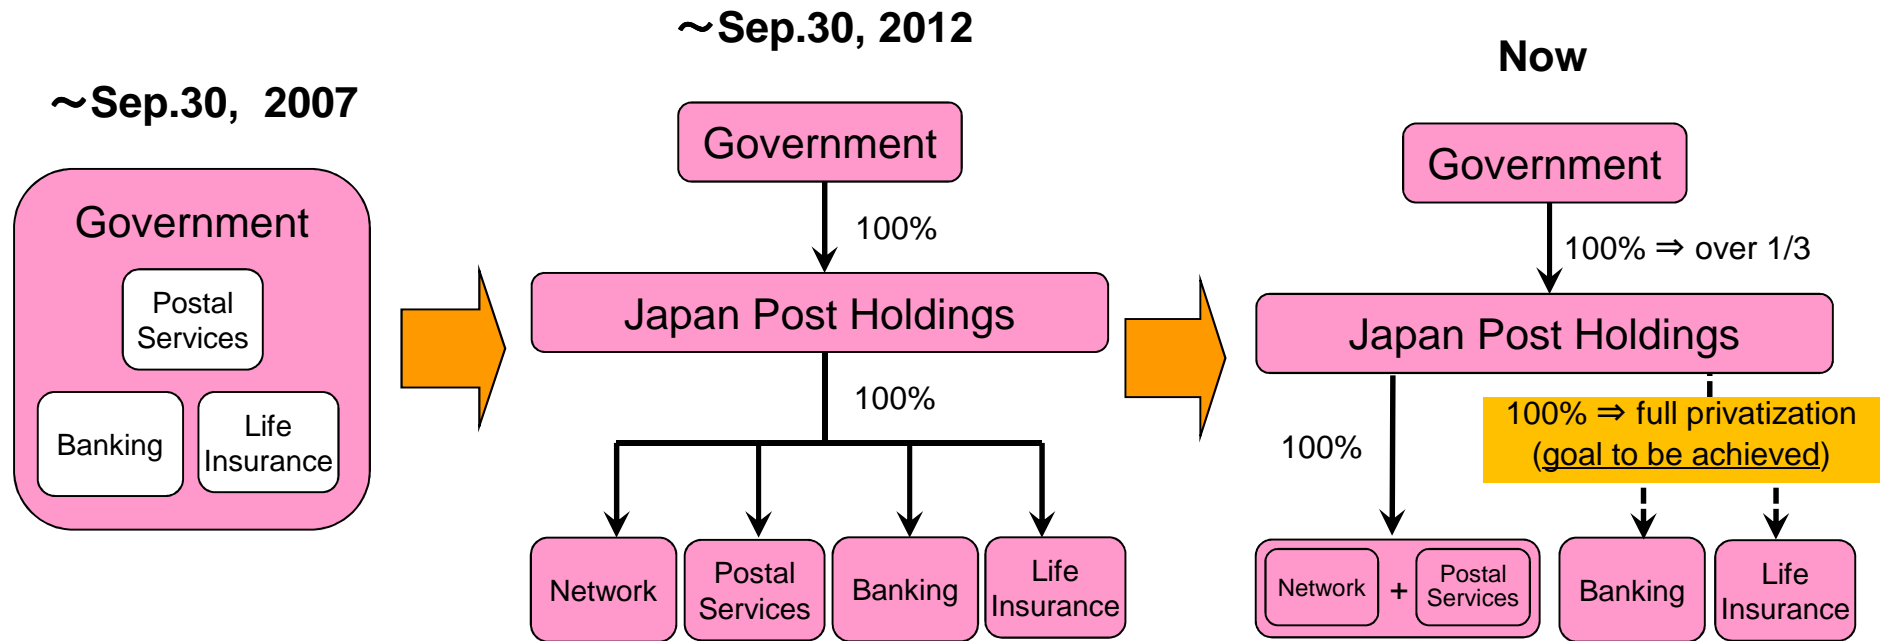 ~Sep.30, 2007
Government
Postal
Services
Banking
Life
Insurance
~Sep.30, 2012
Government
100%
Japan Post Holdings
100%
Network
Postal
Services
Banking
Life
Insurance
Now
Government
100% ⇒ over 1/3
Japan Post Holdings
100%
100% ⇒ full privatization
(goal to be achieved)
Network
+
Postal
Services
Banking
Life
Insurance